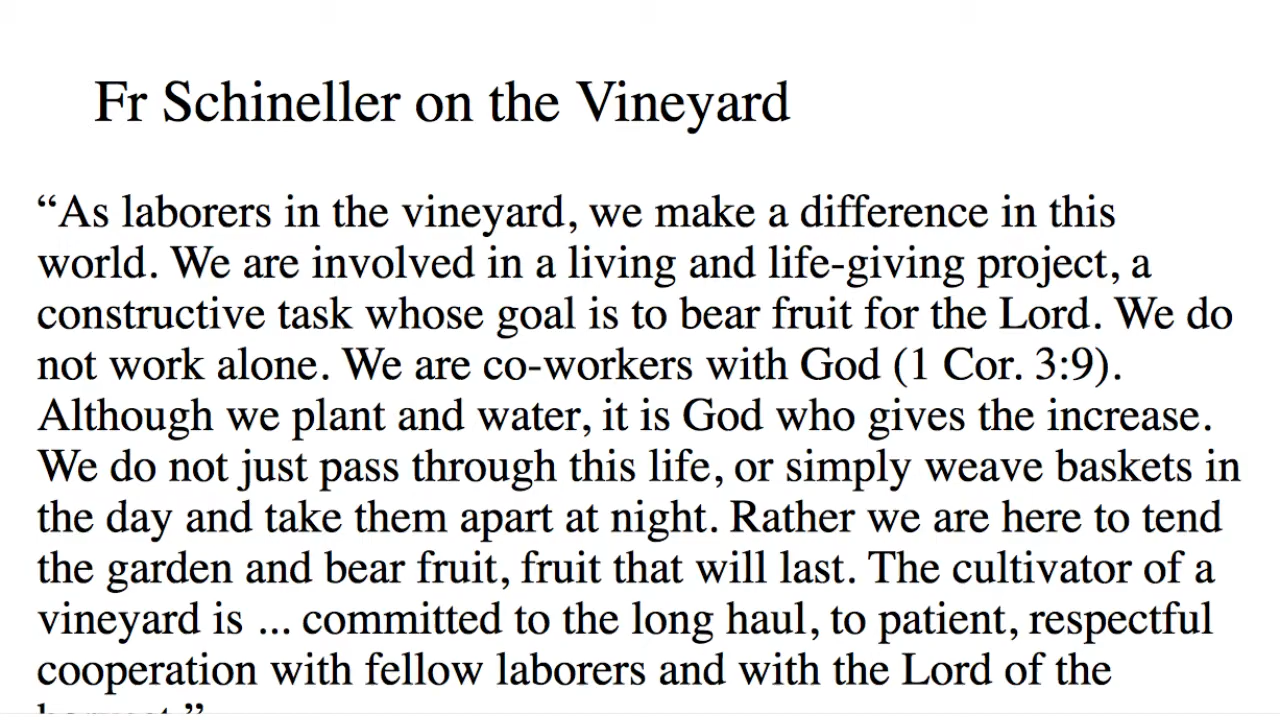 Fr Schineller on the Vineyard
“As laborers in the vineyard, we make a difference in this
world. We are involved in a living and life-giving project, a
constructive task whose goal is to bear fruit for the Lord. We do
not work alone. We are co-workers with God (1 Cor. 3:9).
Although we plant and water, it is God who gives the increase.
We do not just pass through this life, or simply weave baskets in
the day and take them apart at night. Rather we are here to tend
the garden and bear fruit, fruit that will last. The cultivator of a
vineyard is ... committed to the long haul, to patient, respectful
cooperation with fellow laborers and with the Lord of the